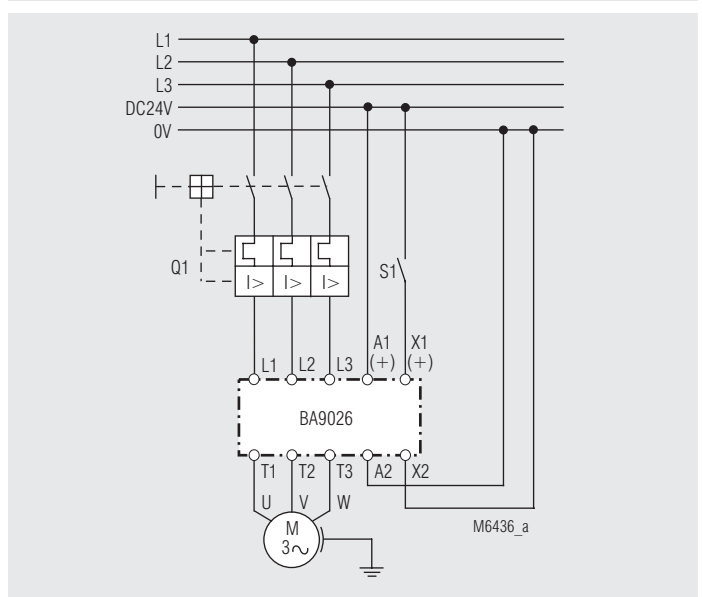 L1
L2
L3
DC24V
0V
Q1
I> I> I>
S1
A1 X1
L1 L2 L3 (+) (+)
BA9026
T1 T2 T3 A2 X2
U V W
M
3∿
M6436_a